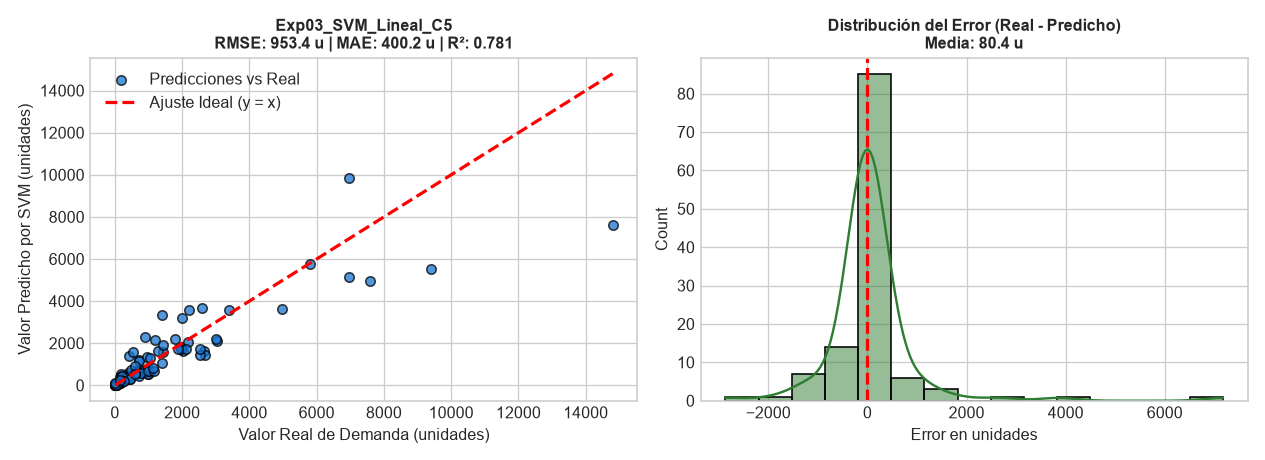 Exp03_SVM_Lineal_C5
RMSE: 953.4 u | MAE: 400.2 u | R²: 0.781
Predicciones vs Real
Ajuste Ideal (y = x)
Valor Predicho por SVM (unidades)
14000
12000
10000
8000
6000
4000
2000
0
0 2000 4000 6000 8000 10000 12000 14000
Valor Real de Demanda (unidades)
Distribución del Error (Real - Predicho)
Media: 80.4 u
Count
80
70
60
50
40
30
20
10
0
−2000 0 2000 4000 6000
Error en unidades